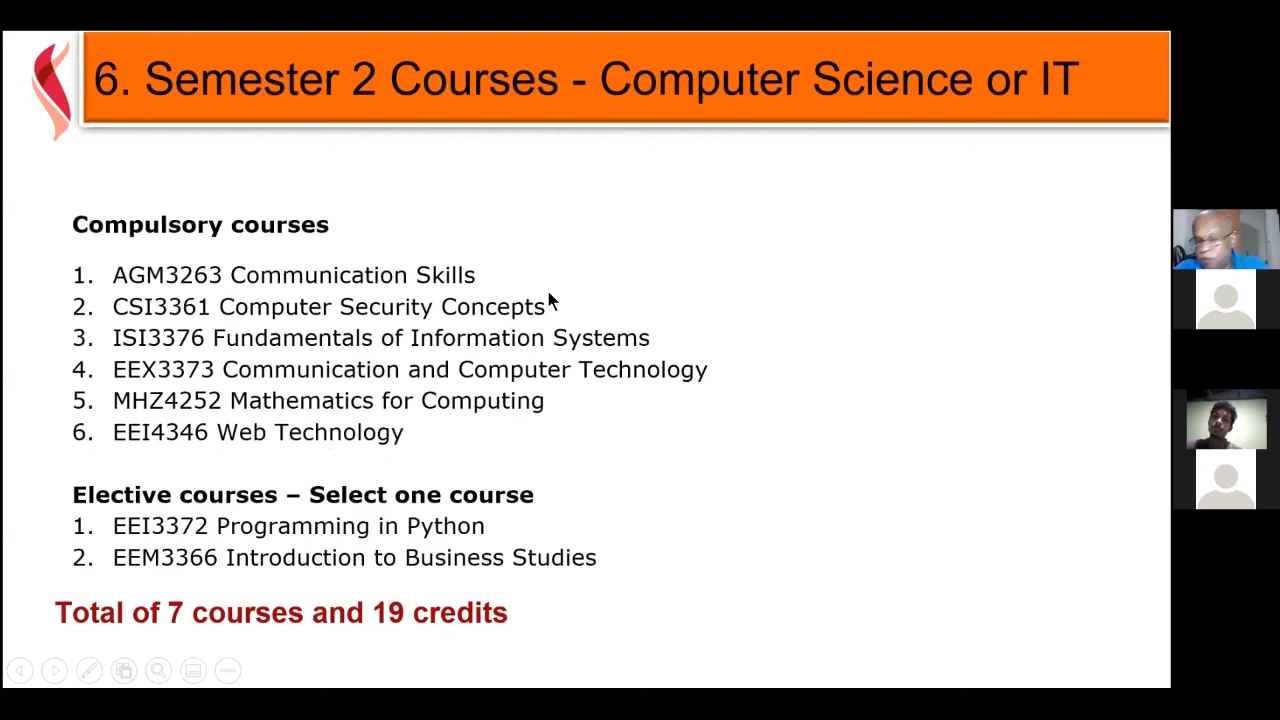 6. Semester 2 Courses - Computer Science or IT
Compulsory courses
1. AGM3263 Communication Skills
2. CSI3361 Computer Security Concepts
3. ISI3376 Fundamentals of Information Systems
4. EEX3373 Communication and Computer Technology
5. MHZ4252 Mathematics for Computing
6. EEI4346 Web Technology
Elective courses – Select one course
1. EEI3372 Programming in Python
2. EEM3366 Introduction to Business Studies
Total of 7 courses and 19 credits